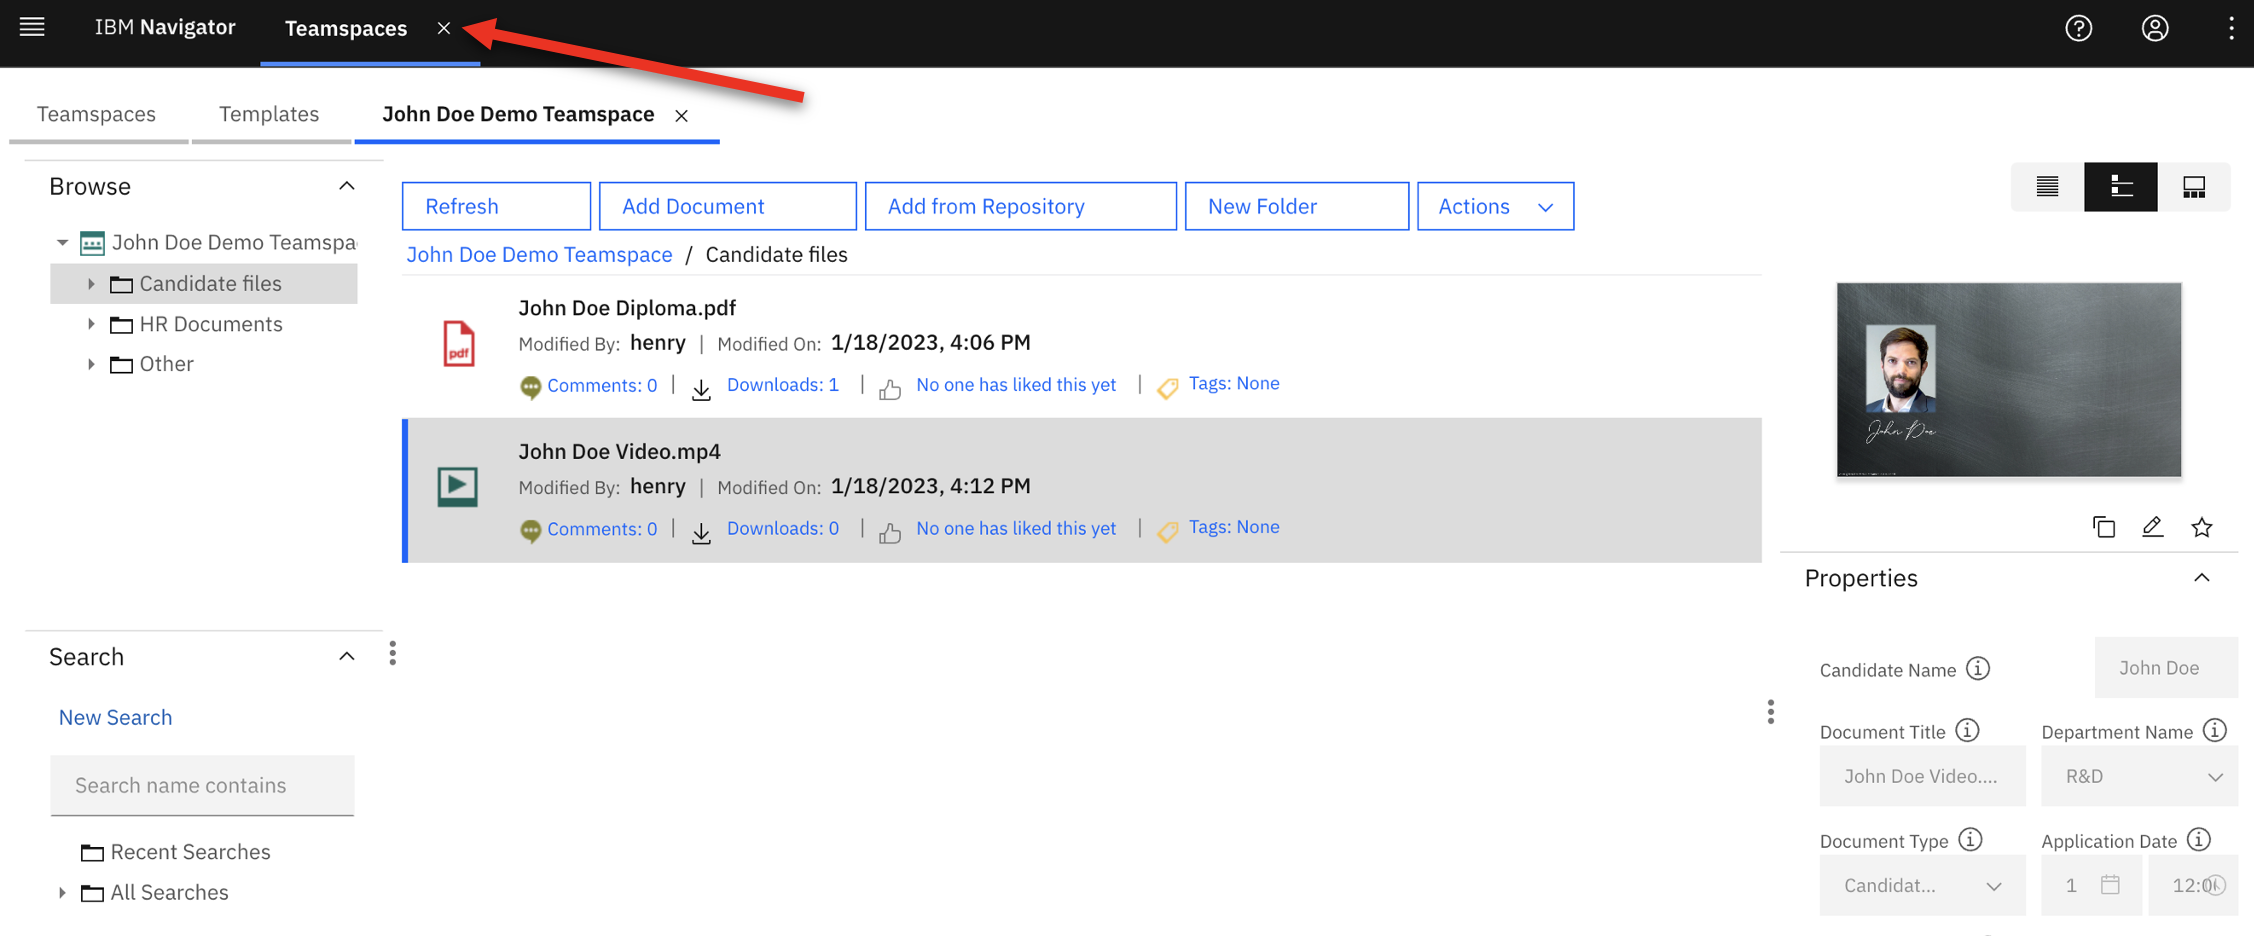 IBM Navigator Teamspaces
Teamspaces Templates John Doe Demo Teamspace
Browse
John Doe Demo Teamspa
Candidate files
HR Documents
Other
Search
New Search
Search name contains
Recent Searches
All Searches
Refresh Add Document Add from Repository New Folder Actions
John Doe Demo Teamspace / Candidate files
John Doe Diploma.pdf
pdf
Modified By: henry | Modified On: 1/18/2023, 4:06 PM
Comments: 0 | Downloads: 1 | No one has liked this yet | Tags: None
John Doe Video.mp4
Modified By: henry | Modified On: 1/18/2023, 4:12 PM
Comments: 0 | Downloads: 0 | No one has liked this yet | Tags: None
John Doe
Properties
Candidate Name John Doe
Document Title Department Name
John Doe Video.... R&D
Document Type Application Date
Candidat... 1 12:0